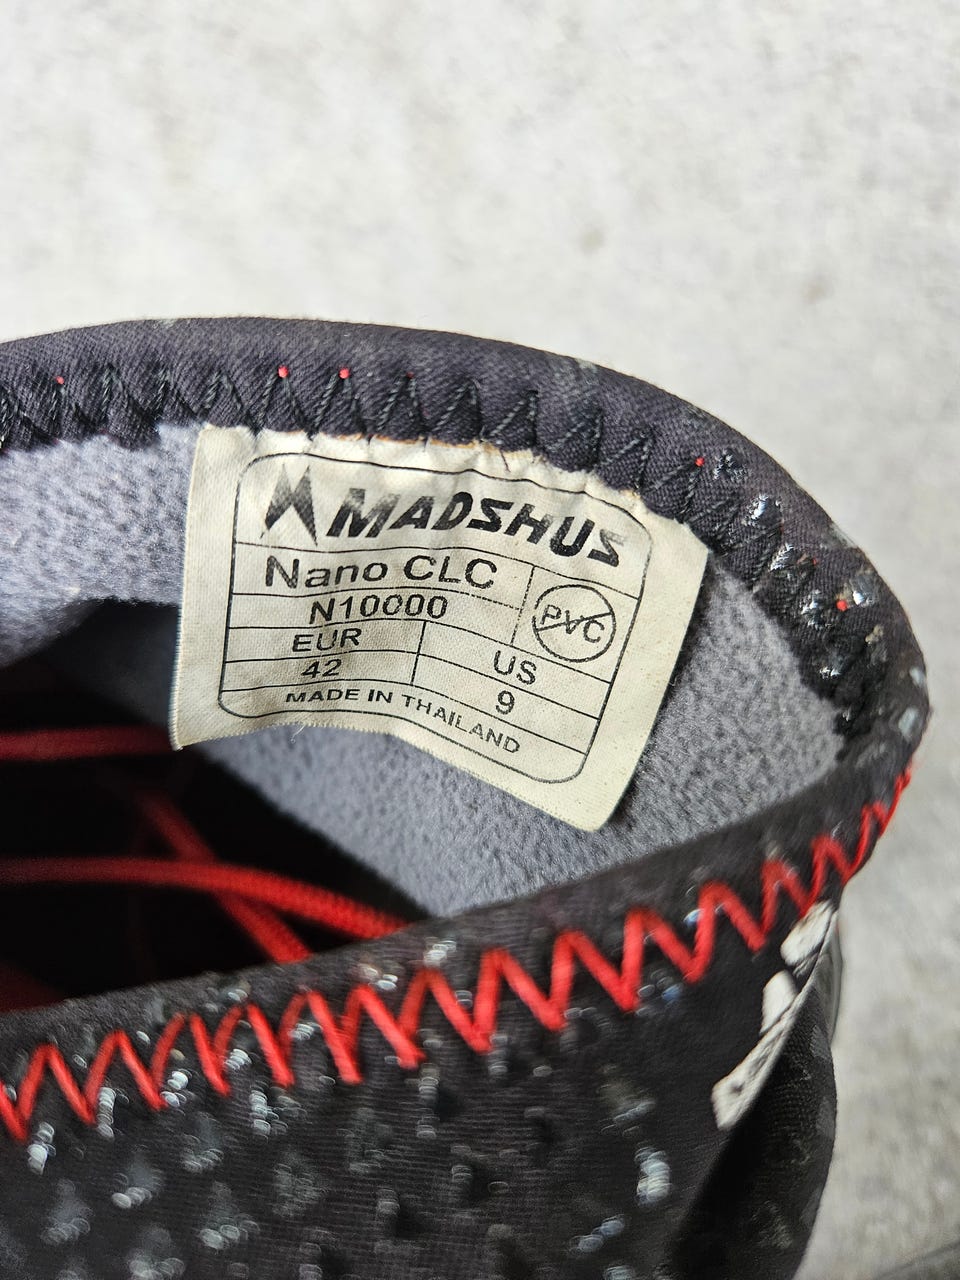 MADSHUS
Nano CLC
N10000
PVC
EUR
US
42
9
MADE IN THAILAND